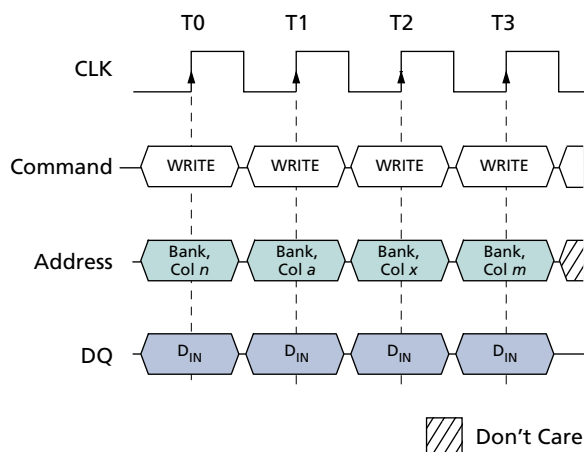 T0 T1 T2 T3
CLK
Command WRITE WRITE WRITE WRITE
Address Bank, Col n Bank, Col a Bank, Col x Bank, Col m
DQ DIN DIN DIN DIN
Don't Care